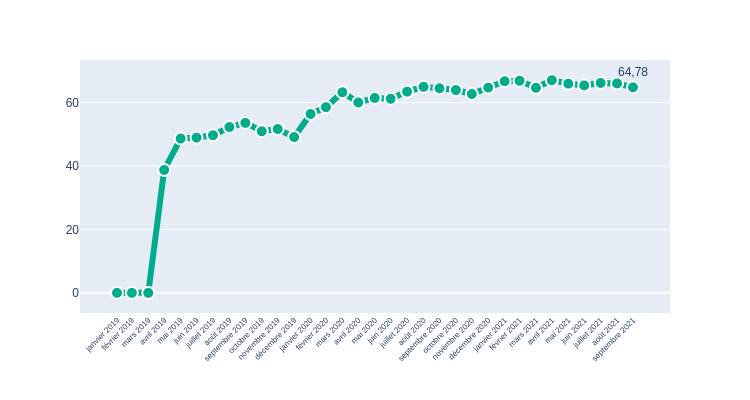 64,78
60
40
20
0
janvier 2019
février 2019
mars 2019
avril 2019
mai 2019
juin 2019
juillet 2019
août 2019
septembre 2019
octobre 2019
novembre 2019
décembre 2019
janvier 2020
février 2020
mars 2020
avril 2020
mai 2020
juin 2020
juillet 2020
août 2020
septembre 2020
octobre 2020
novembre 2020
décembre 2020
janvier 2021
février 2021
mars 2021
avril 2021
mai 2021
juin 2021
juillet 2021
août 2021
septembre 2021